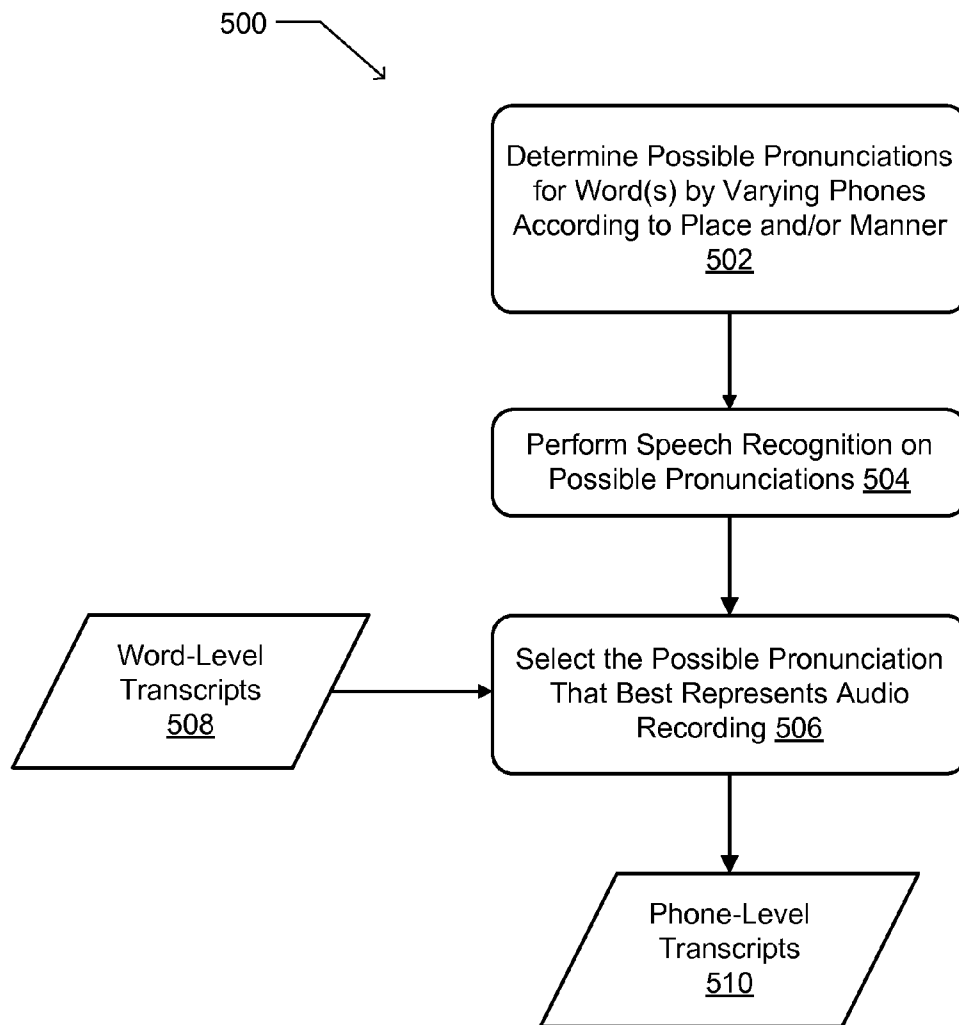 500
Determine Possible Pronunciations
for Word(s) by Varying Phones
According to Place and/or Manner
502
Perform Speech Recognition on
Possible Pronunciations 504
Word-Level
Transcripts
508
Select the Possible Pronunciation
That Best Represents Audio
Recording 506
Phone-Level
Transcripts
510